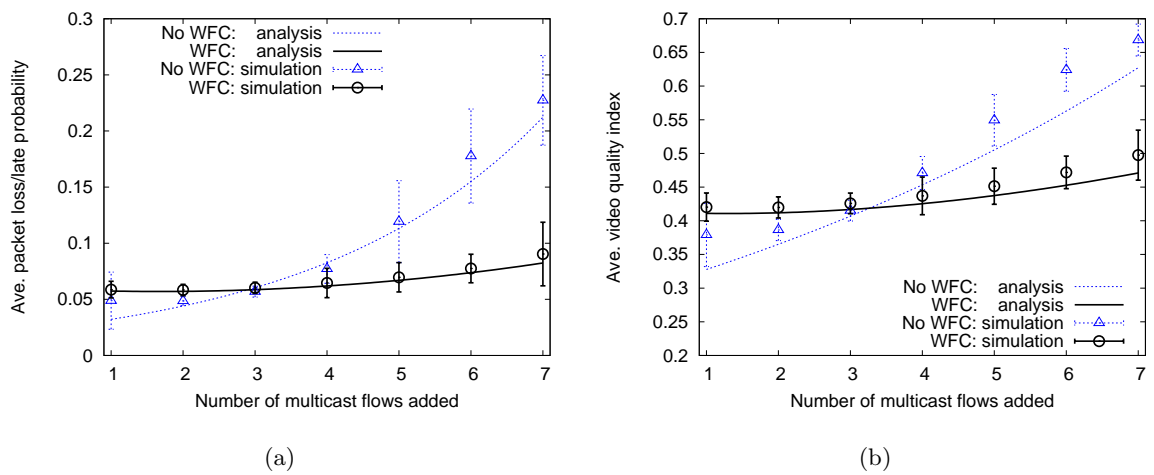 0.3
0.25
0.2
0.15
0.1
0.05
0
Ave. packet loss/late probability
No WFC: analysis
WFC: analysis
No WFC: simulation
WFC: simulation
1 2 3 4 5 6 7
Number of multicast flows added
(a)
0.7
0.65
0.6
0.55
0.5
0.45
0.4
0.35
0.3
0.25
0.2
Ave. video quality index
No WFC: analysis
WFC: analysis
No WFC: simulation
WFC: simulation
1 2 3 4 5 6 7
Number of multicast flows added
(b)